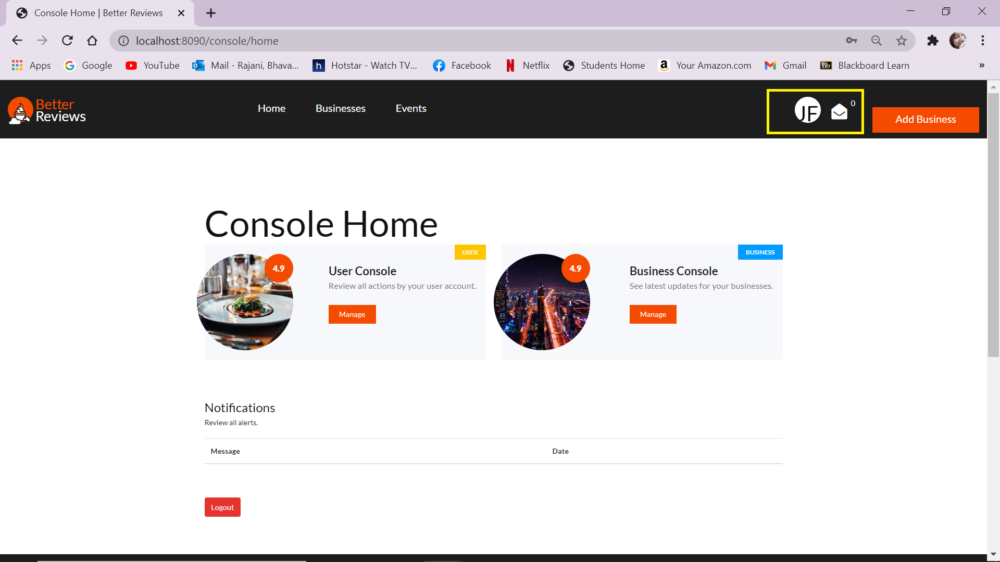 Console Home | Better Reviews
localhost:8090/console/home
Apps Google YouTube Mail - Rajani, Bhava... Hotstar - Watch TV... Facebook Netflix Students Home Your Amazon.com Gmail Blackboard Learn »
Better
Reviews
Home Businesses Events
JF 0
Add Business
Console Home
4.9
USER
User Console
Review all actions by your user account.
Manage
4.9
BUSINESS
Business Console
See latest updates for your businesses.
Manage
Notifications
Review all alerts.
Message Date
Logout